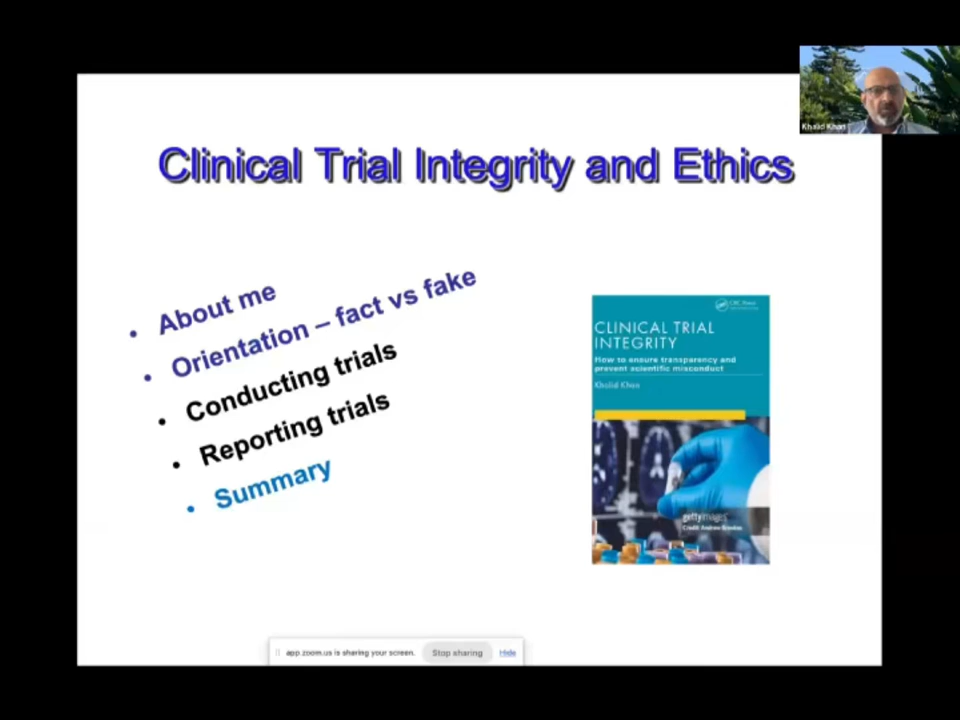 Khalid Khan
Clinical Trial Integrity and Ethics
• About me
• Orientation – fact vs fake
• Conducting trials
• Reporting trials
• Summary
CRC Press
CLINICAL TRIAL
INTEGRITY
How to ensure transparency and
prevent scientific misconduct
Khalid Khan
gettyimages
app.zoom.us is sharing your screen.
Stop sharing
Hide